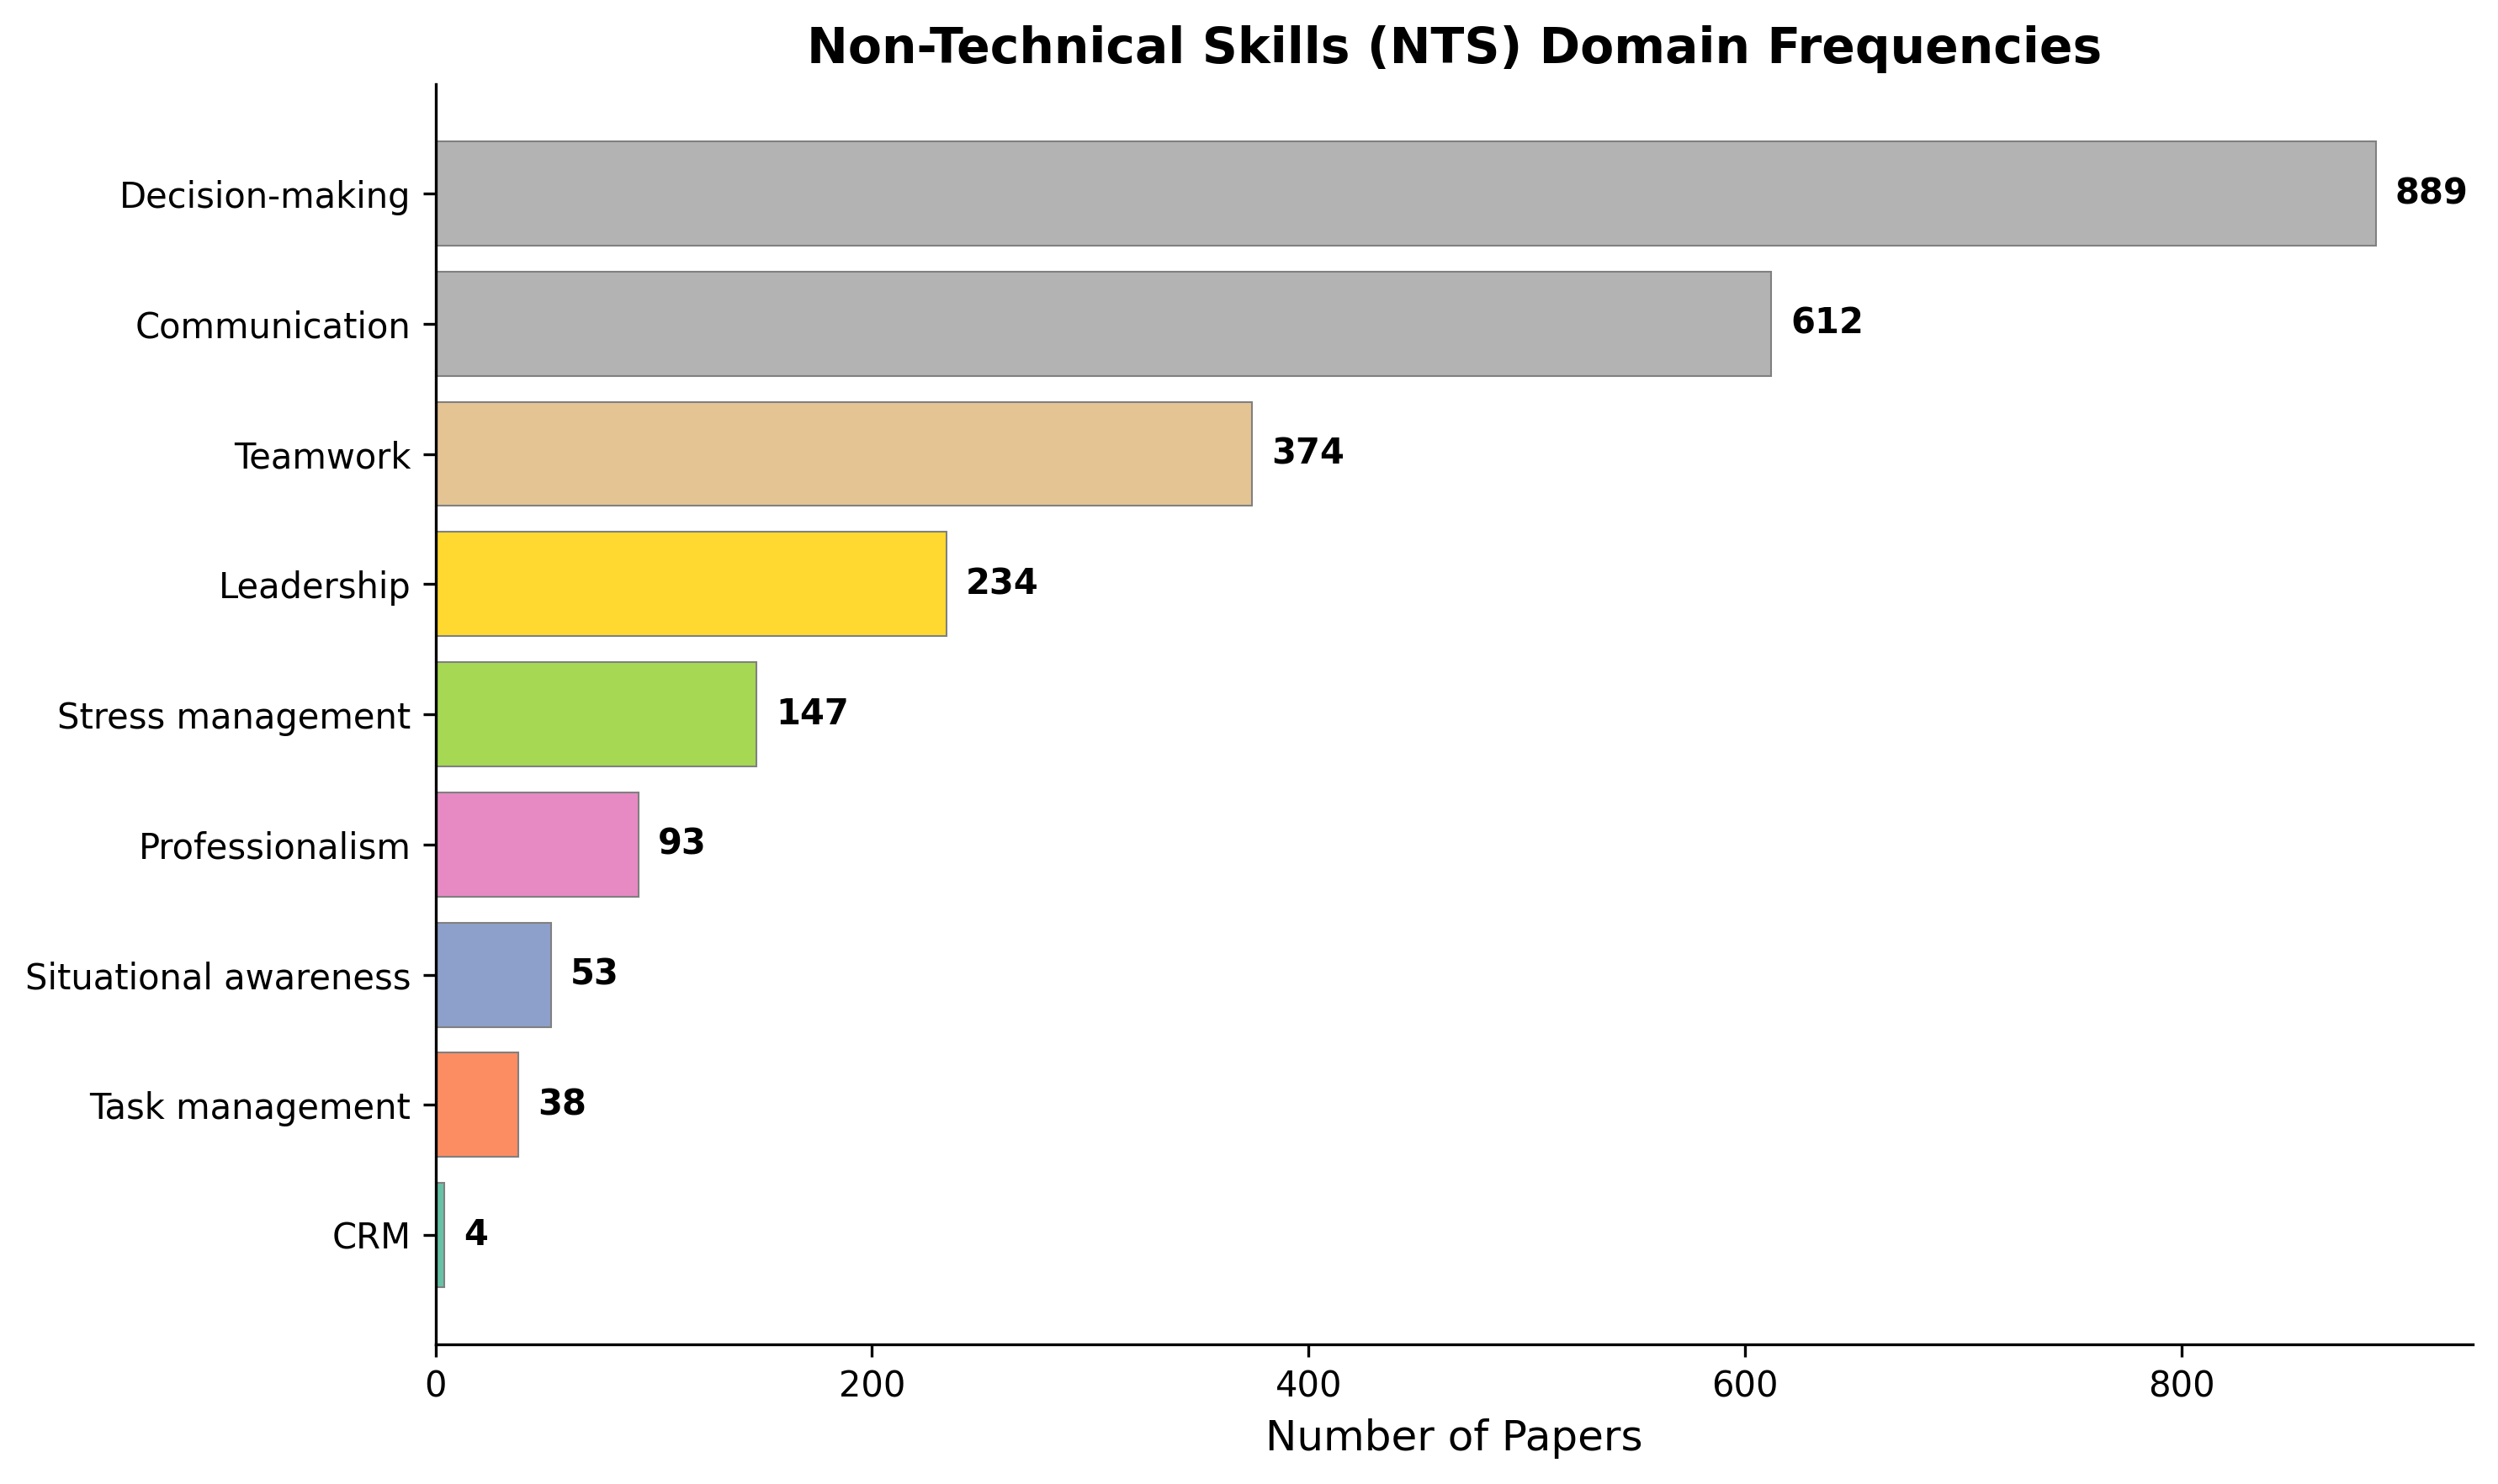 Non-Technical Skills (NTS) Domain Frequencies
Decision-making 889
Communication 612
Teamwork 374
Leadership 234
Stress management 147
Professionalism 93
Situational awareness 53
Task management 38
CRM 4
0 200 400 600 800
Number of Papers